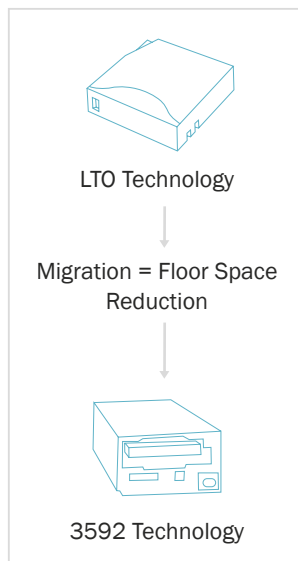 LTO Technology
Migration = Floor Space
Reduction
3592 Technology